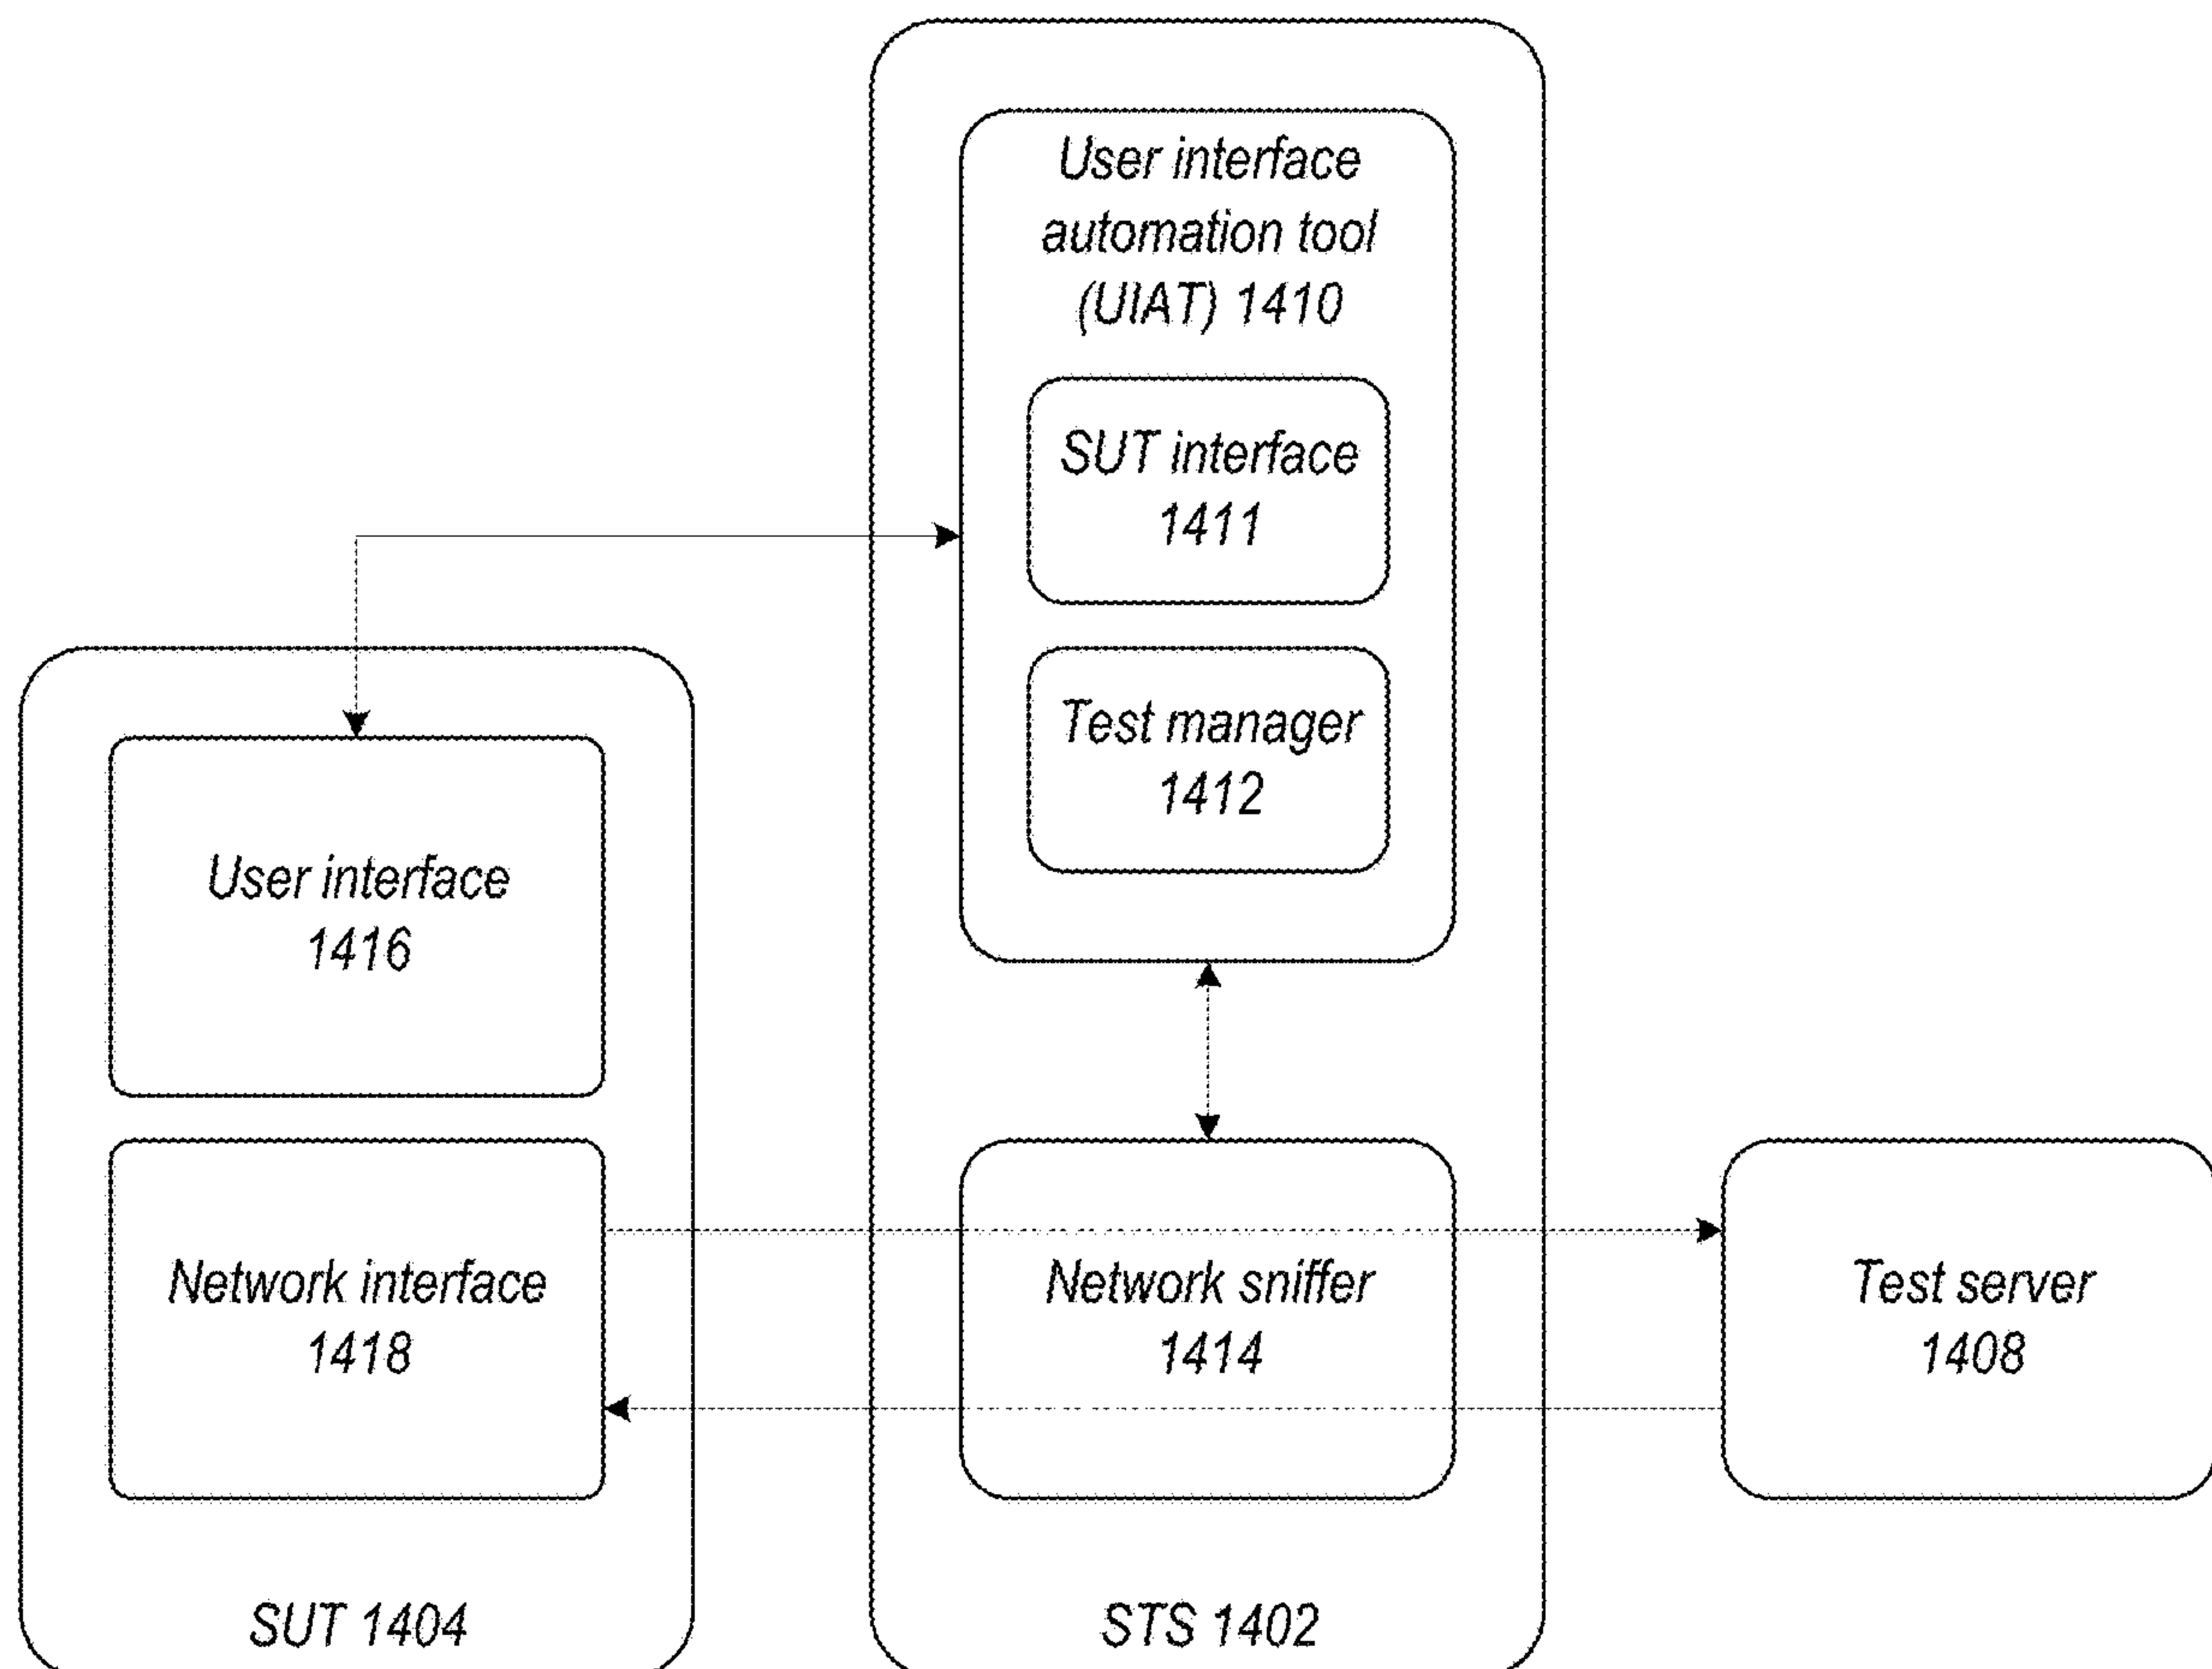 User interface
automation tool
(UIAT) 1410
SUT interface
1411
Test manager
1412
User interface
1416
Network interface
1418
Network sniffer
1414
Test server
1408
SUT 1404
STS 1402